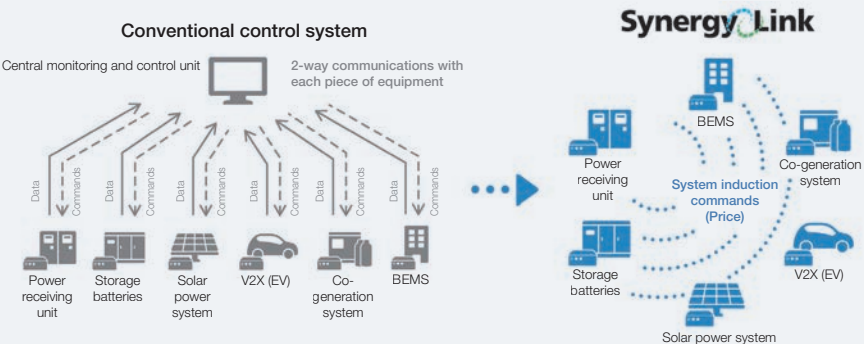 Conventional control system
Central monitoring and control unit
2-way communications with
each piece of equipment
Data
Commands
Data
Commands
Data
Commands
Data
Commands
Data
Commands
Data
Commands
Power
receiving
unit
Storage
batteries
Solar
power
system
V2X (EV)
Co-
generation
system
BEMS
Synergy Link
BEMS
Power
receiving
unit
Co-generation
system
System induction
commands
(Price)
Storage
batteries
V2X (EV)
Solar power system